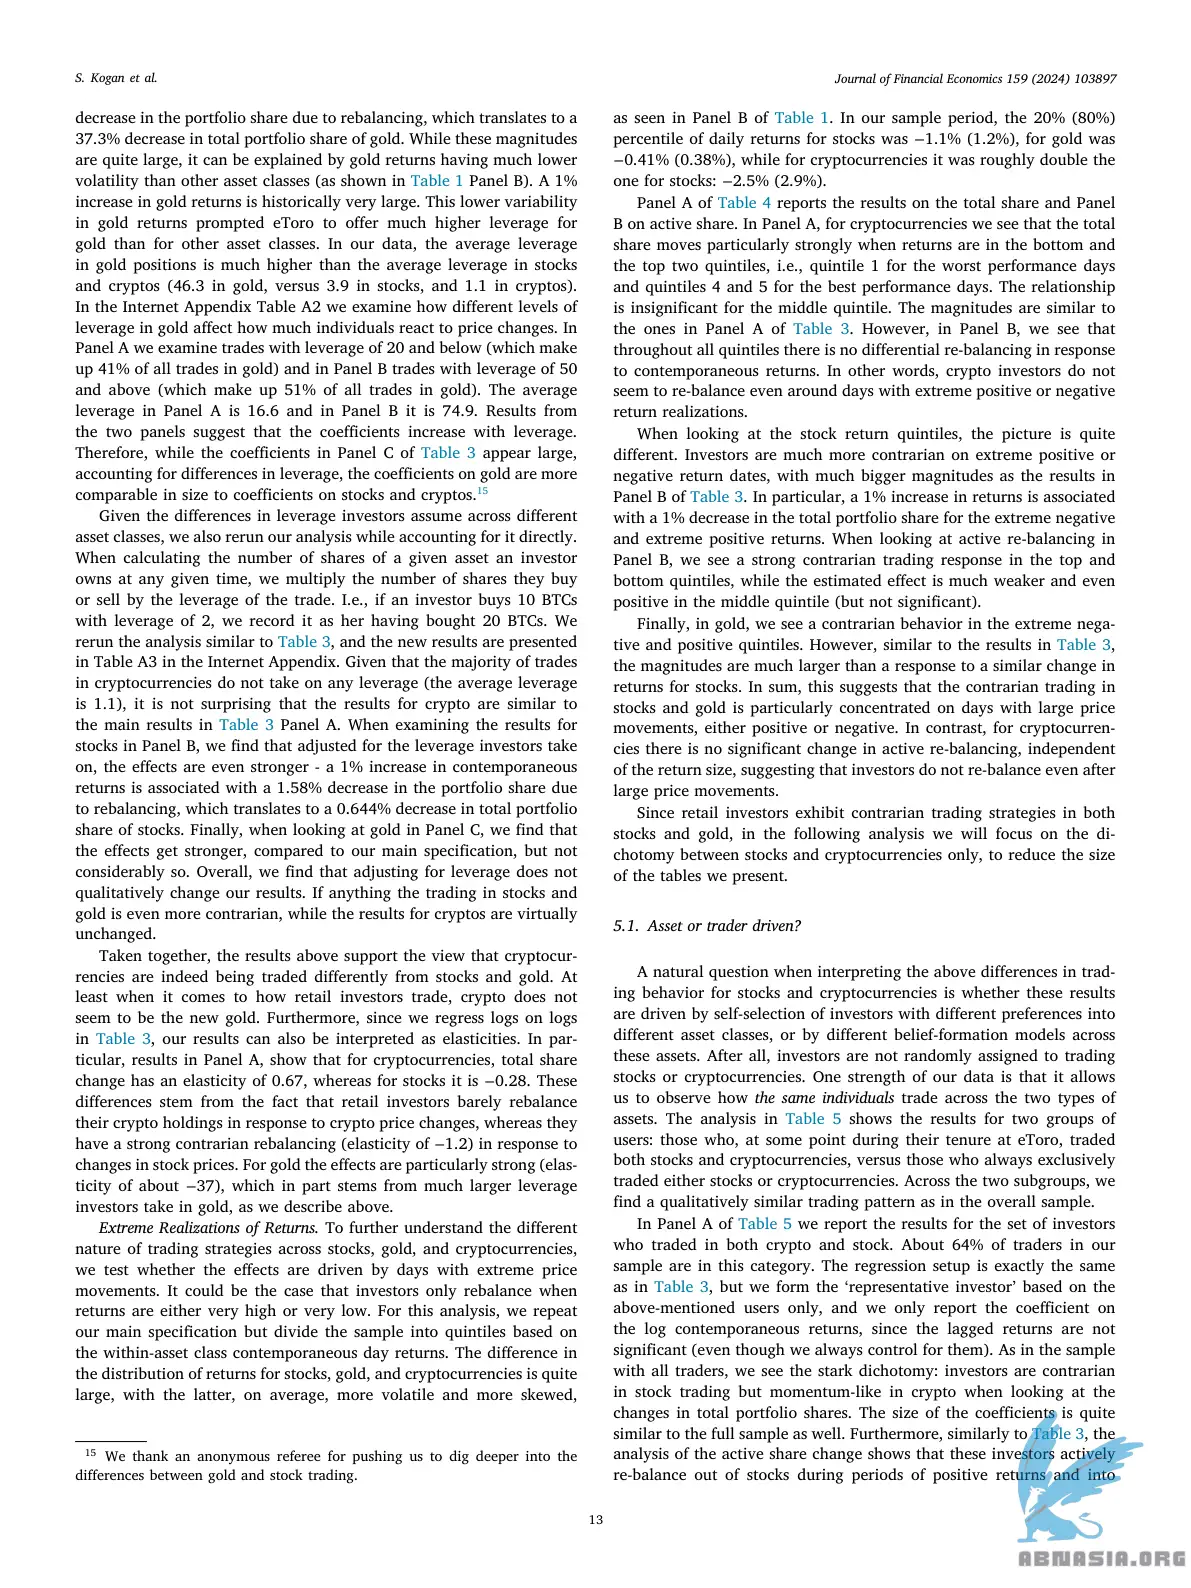 S. Kogan et al.
Journal of Financial Economics 159 (2024) 103897
decrease in the portfolio share due to rebalancing, which translates to a
37.3% decrease in total portfolio share of gold. While these magnitudes
are quite large, it can be explained by gold returns having much lower
volatility than other asset classes (as shown in Table 1 Panel B). A 1%
increase in gold returns is historically very large. This lower variability
in gold returns prompted eToro to offer much higher leverage for
gold than for other asset classes. In our data, the average leverage
in gold positions is much higher than the average leverage in stocks
and cryptos (46.3 in gold, versus 3.9 in stocks, and 1.1 in cryptos).
In the Internet Appendix Table A2 we examine how different levels of
leverage in gold affect how much individuals react to price changes. In
Panel A we examine trades with leverage of 20 and below (which make
up 41% of all trades in gold) and in Panel B trades with leverage of 50
and above (which make up 51% of all trades in gold). The average
leverage in Panel A is 16.6 and in Panel B it is 74.9. Results from
the two panels suggest that the coefficients increase with leverage.
Therefore, while the coefficients in Panel C of Table 3 appear large,
accounting for differences in leverage, the coefficients on gold are more
comparable in size to coefficients on stocks and cryptos.15
Given the differences in leverage investors assume across different
asset classes, we also rerun our analysis while accounting for it directly.
When calculating the number of shares of a given asset an investor
owns at any given time, we multiply the number of shares they buy
or sell by the leverage of the trade. I.e., if an investor buys 10 BTCs
with leverage of 2, we record it as her having bought 20 BTCs. We
rerun the analysis similar to Table 3, and the new results are presented
in Table A3 in the Internet Appendix. Given that the majority of trades
in cryptocurrencies do not take on any leverage (the average leverage
is 1.1), it is not surprising that the results for crypto are similar to
the main results in Table 3 Panel A. When examining the results for
stocks in Panel B, we find that adjusted for the leverage investors take
on, the effects are even stronger - a 1% increase in contemporaneous
returns is associated with a 1.58% decrease in the portfolio share due
to rebalancing, which translates to a 0.644% decrease in total portfolio
share of stocks. Finally, when looking at gold in Panel C, we find that
the effects get stronger, compared to our main specification, but not
considerably so. Overall, we find that adjusting for leverage does not
qualitatively change our results. If anything the trading in stocks and
gold is even more contrarian, while the results for cryptos are virtually
unchanged.
Taken together, the results above support the view that cryptocur-
rencies are indeed being traded differently from stocks and gold. At
least when it comes to how retail investors trade, crypto does not
seem to be the new gold. Furthermore, since we regress logs on logs
in Table 3, our results can also be interpreted as elasticities. In par-
ticular, results in Panel A, show that for cryptocurrencies, total share
change has an elasticity of 0.67, whereas for stocks it is −0.28. These
differences stem from the fact that retail investors barely rebalance
their crypto holdings in response to crypto price changes, whereas they
have a strong contrarian rebalancing (elasticity of −1.2) in response to
changes in stock prices. For gold the effects are particularly strong (elas-
ticity of about −37), which in part stems from much larger leverage
investors take in gold, as we describe above.
Extreme Realizations of Returns. To further understand the different
nature of trading strategies across stocks, gold, and cryptocurrencies,
we test whether the effects are driven by days with extreme price
movements. It could be the case that investors only rebalance when
returns are either very high or very low. For this analysis, we repeat
our main specification but divide the sample into quintiles based on
the within-asset class contemporaneous day returns. The difference in
the distribution of returns for stocks, gold, and cryptocurrencies is quite
large, with the latter, on average, more volatile and more skewed,
15 We thank an anonymous referee for pushing us to dig deeper into the
differences between gold and stock trading.
as seen in Panel B of Table 1. In our sample period, the 20% (80%)
percentile of daily returns for stocks was −1.1% (1.2%), for gold was
−0.41% (0.38%), while for cryptocurrencies it was roughly double the
one for stocks: −2.5% (2.9%).
Panel A of Table 4 reports the results on the total share and Panel
B on active share. In Panel A, for cryptocurrencies we see that the total
share moves particularly strongly when returns are in the bottom and
the top two quintiles, i.e., quintile 1 for the worst performance days
and quintiles 4 and 5 for the best performance days. The relationship
is insignificant for the middle quintile. The magnitudes are similar to
the ones in Panel A of Table 3. However, in Panel B, we see that
throughout all quintiles there is no differential re-balancing in response
to contemporaneous returns. In other words, crypto investors do not
seem to re-balance even around days with extreme positive or negative
return realizations.
When looking at the stock return quintiles, the picture is quite
different. Investors are much more contrarian on extreme positive or
negative return dates, with much bigger magnitudes as the results in
Panel B of Table 3. In particular, a 1% increase in returns is associated
with a 1% decrease in the total portfolio share for the extreme negative
and extreme positive returns. When looking at active re-balancing in
Panel B, we see a strong contrarian trading response in the top and
bottom quintiles, while the estimated effect is much weaker and even
positive in the middle quintile (but not significant).
Finally, in gold, we see a contrarian behavior in the extreme nega-
tive and positive quintiles. However, similar to the results in Table 3,
the magnitudes are much larger than a response to a similar change in
returns for stocks. In sum, this suggests that the contrarian trading in
stocks and gold is particularly concentrated on days with large price
movements, either positive or negative. In contrast, for cryptocurren-
cies there is no significant change in active re-balancing, independent
of the return size, suggesting that investors do not re-balance even after
large price movements.
Since retail investors exhibit contrarian trading strategies in both
stocks and gold, in the following analysis we will focus on the di-
chotomy between stocks and cryptocurrencies only, to reduce the size
of the tables we present.
5.1. Asset or trader driven?
A natural question when interpreting the above differences in trad-
ing behavior for stocks and cryptocurrencies is whether these results
are driven by self-selection of investors with different preferences into
different asset classes, or by different belief-formation models across
these assets. After all, investors are not randomly assigned to trading
stocks or cryptocurrencies. One strength of our data is that it allows
us to observe how the same individuals trade across the two types of
assets. The analysis in Table 5 shows the results for two groups of
users: those who, at some point during their tenure at eToro, traded
both stocks and cryptocurrencies, versus those who always exclusively
traded either stocks or cryptocurrencies. Across the two subgroups, we
find a qualitatively similar trading pattern as in the overall sample.
In Panel A of Table 5 we report the results for the set of investors
who traded in both crypto and stock. About 64% of traders in our
sample are in this category. The regression setup is exactly the same
as in Table 3, but we form the ‘representative investor’ based on the
above-mentioned users only, and we only report the coefficient on
the log contemporaneous returns, since the lagged returns are not
significant (even though we always control for them). As in the sample
with all traders, we see the stark dichotomy: investors are contrarian
in stock trading but momentum-like in crypto when looking at the
changes in total portfolio shares. The size of the coefficients is quite
similar to the full sample as well. Furthermore, similarly to Table 3, the
analysis of the active share change shows that these investors actively
re-balance out of stocks during periods of positive returns and into
13
ABNASIA.ORG